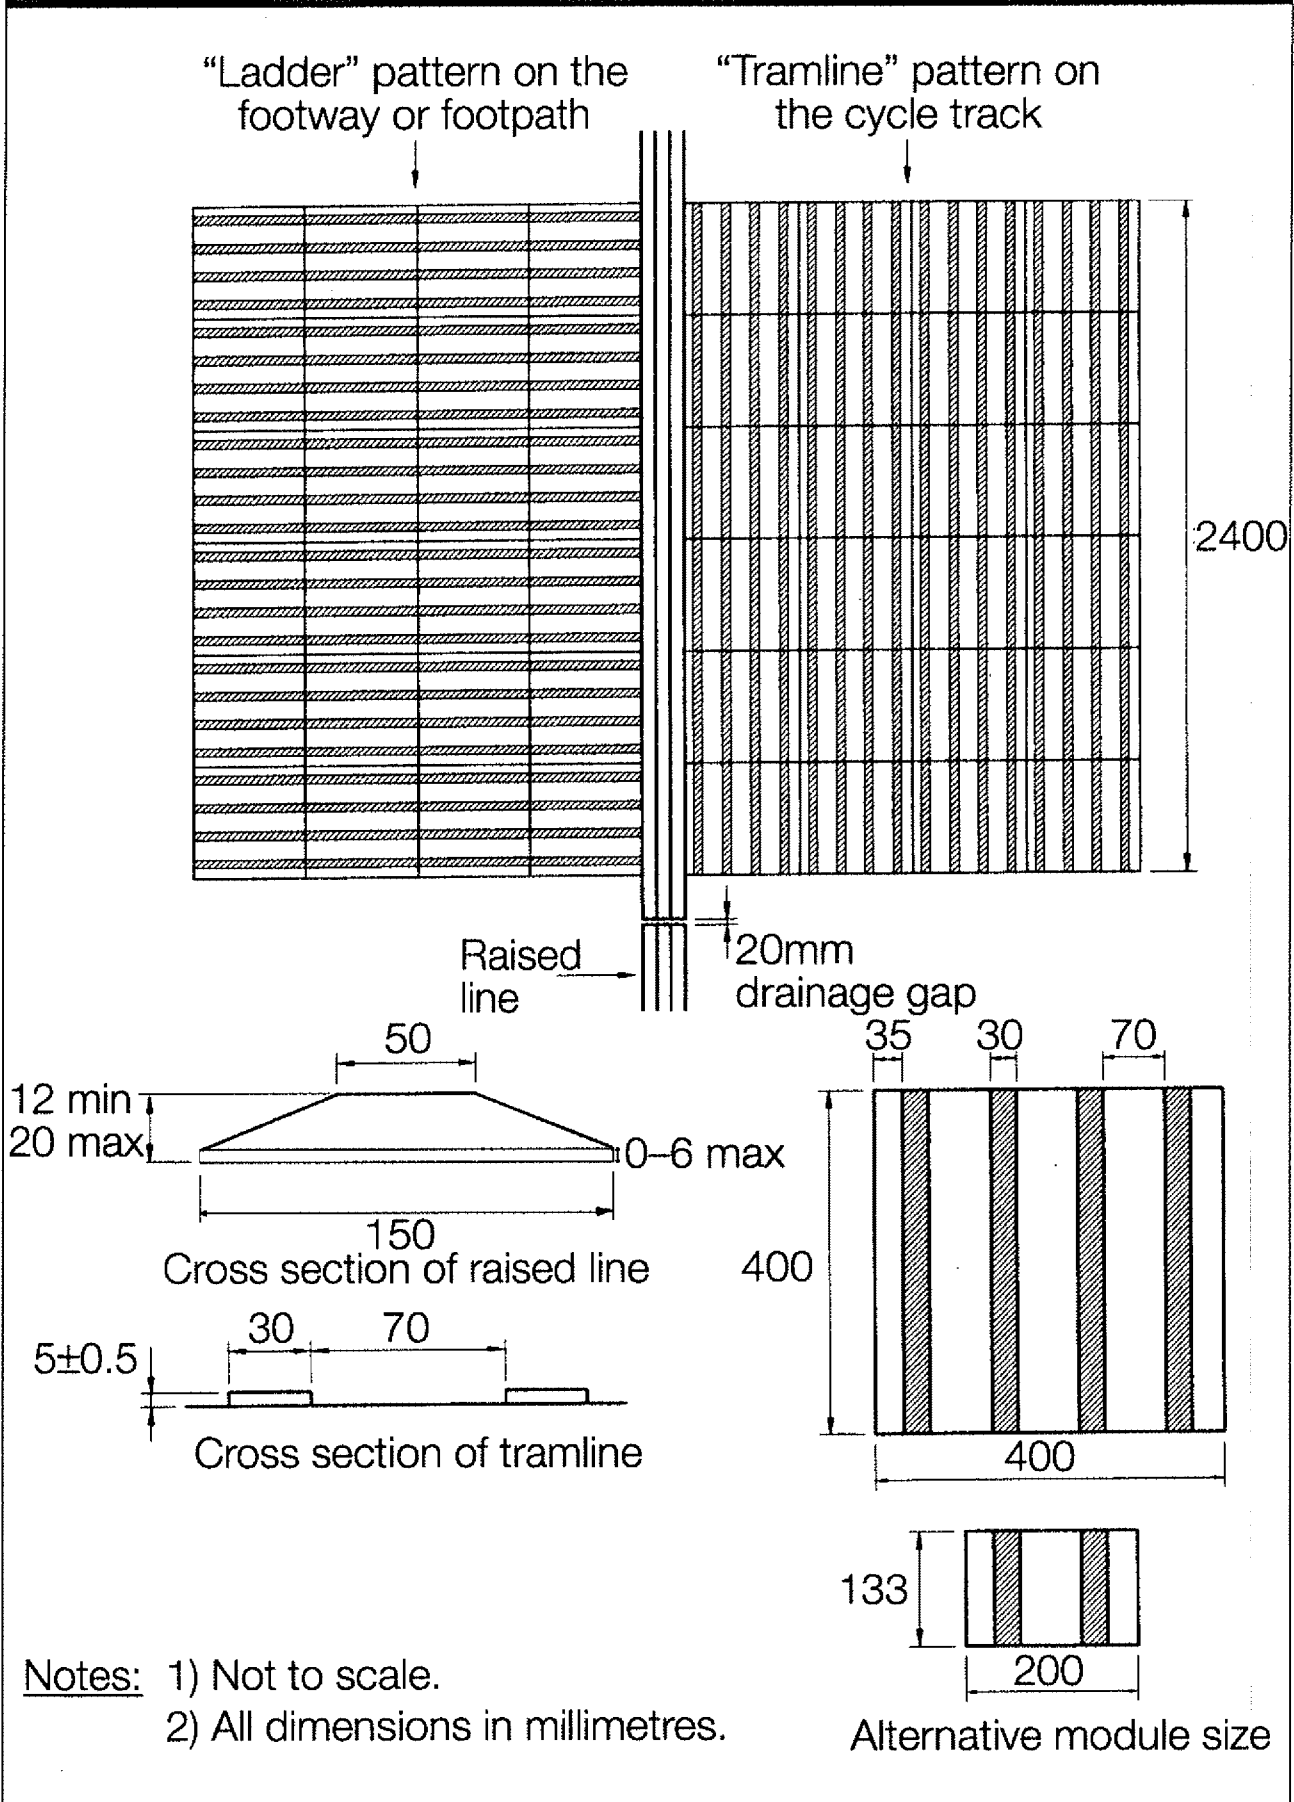 “Ladder” pattern on the
footway or footpath
“Tramline” pattern on
the cycle track
2400
Raised
line
20mm
drainage gap
50
12 min
20 max
0–6 max
150
Cross section of raised line
30
70
5±0.5
Cross section of tramline
35
30
70
400
400
133
200
Alternative module size
Notes: 1) Not to scale.
2) All dimensions in millimetres.